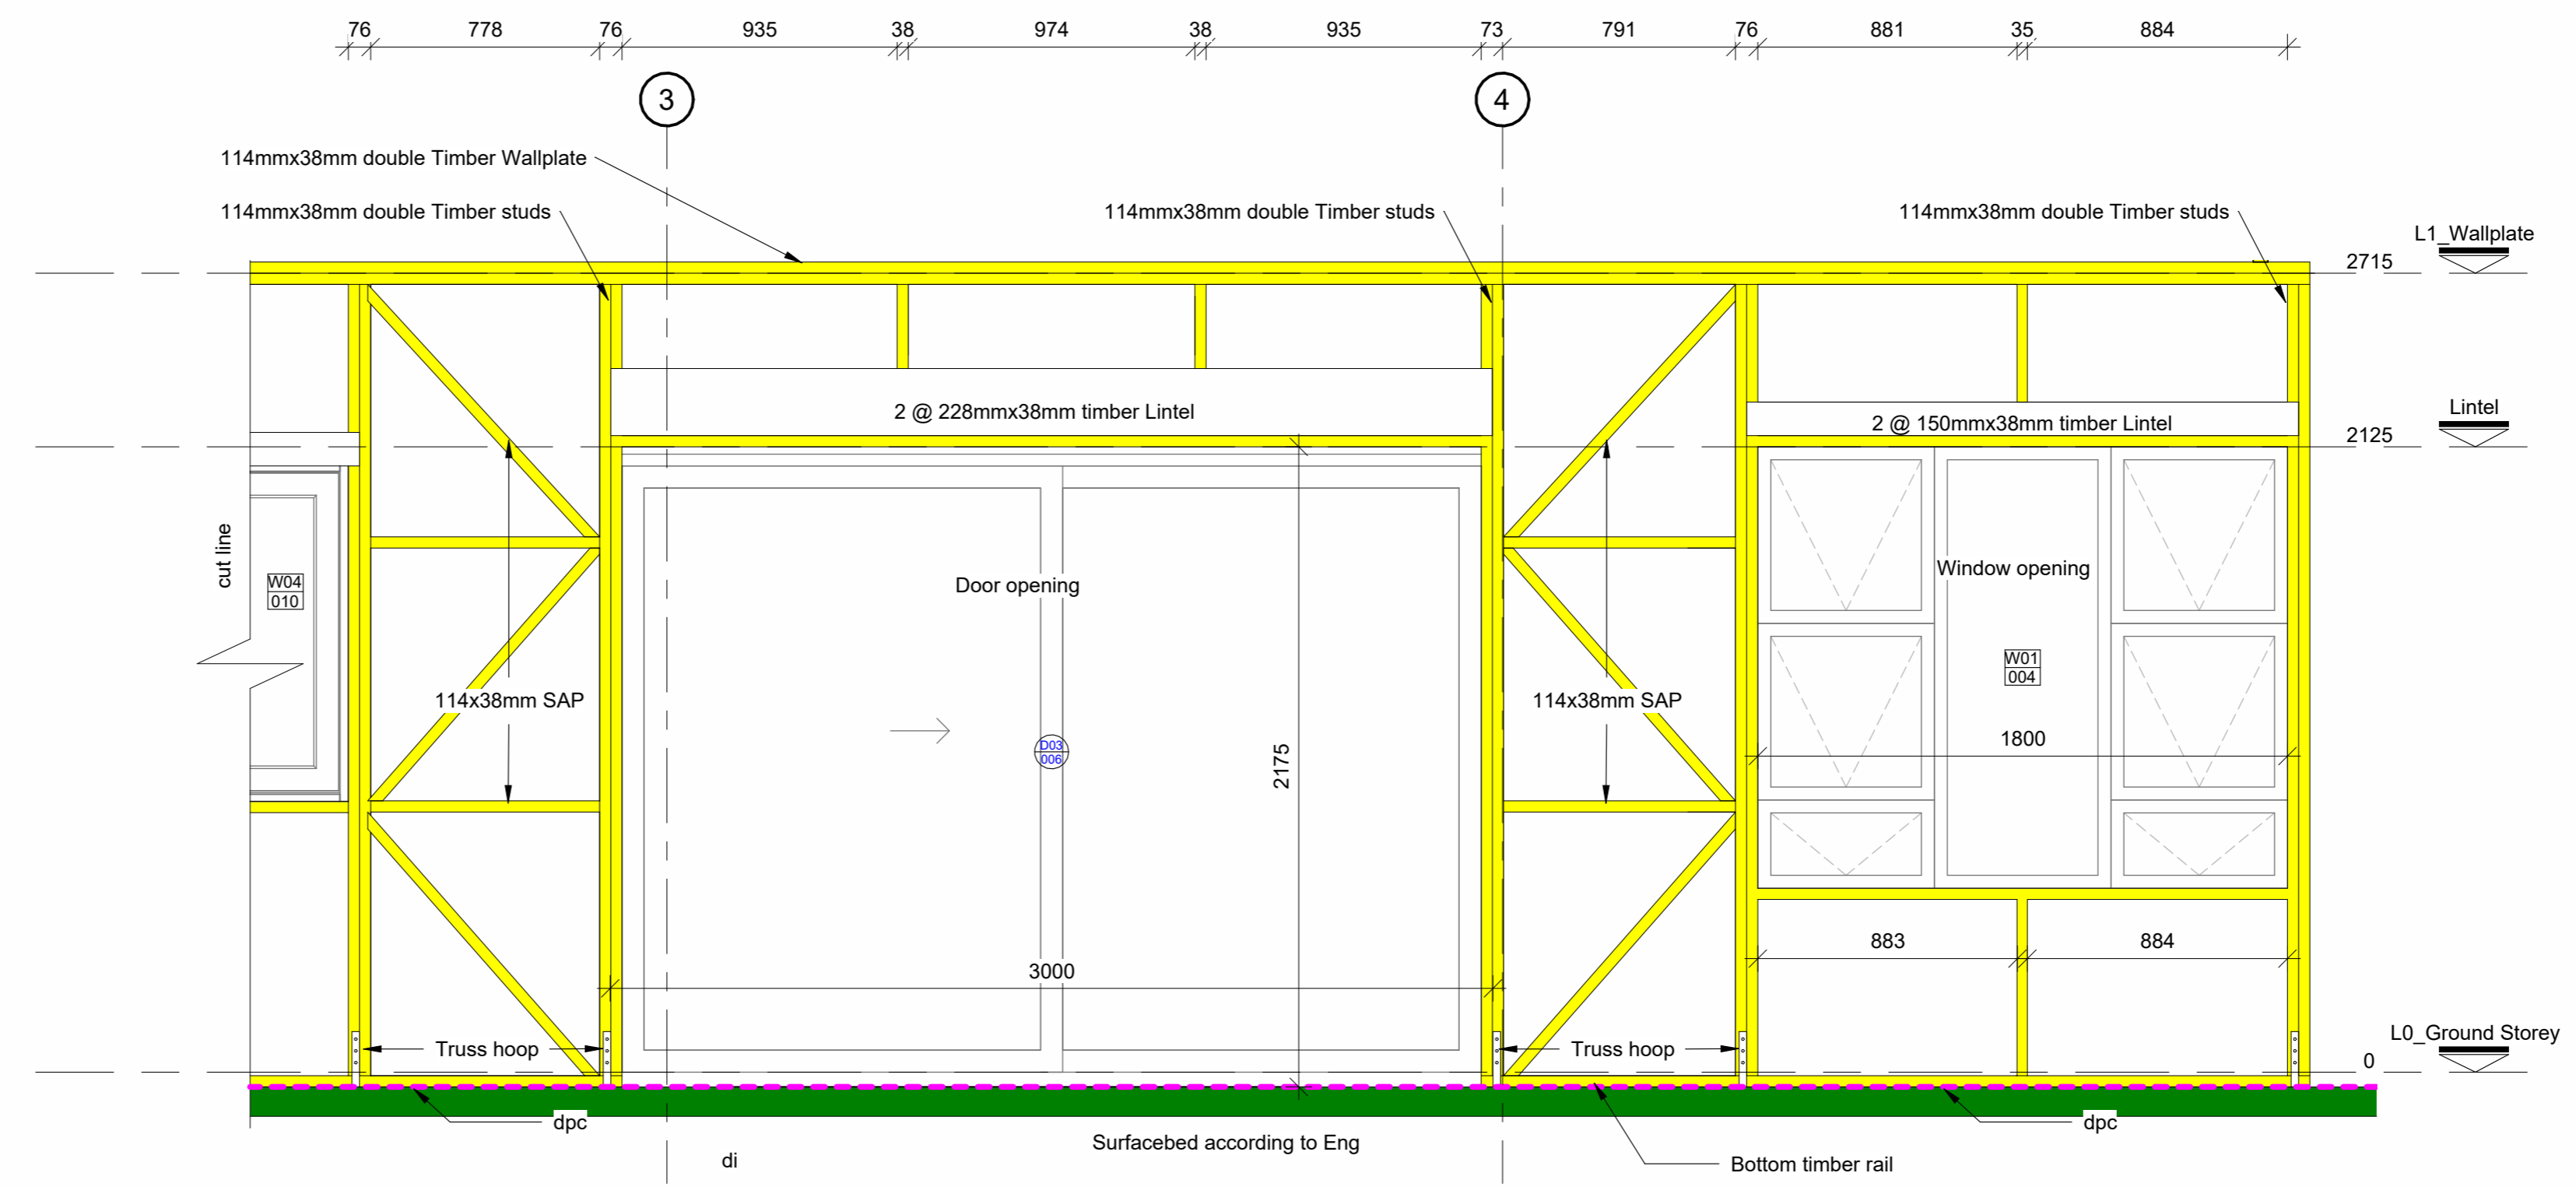 76 778 76 935 38 974 38 935 73 791 76 881 35 884
3 4
114mmx38mm double Timber Wallplate
114mmx38mm double Timber studs 114mmx38mm double Timber studs 114mmx38mm double Timber studs
L1_Wallplate
2715
2 @ 228mmx38mm timber Lintel
Lintel
2 @ 150mmx38mm timber Lintel
2125
cut line
W04
010
Door opening
Window opening
W01
004
114x38mm SAP
114x38mm SAP
D03
006
2175
1800
883 884
3000
L0_Ground Storey
0
Truss hoop
Truss hoop
dpc
dpc
Surfacebed according to Eng
di
Bottom timber rail